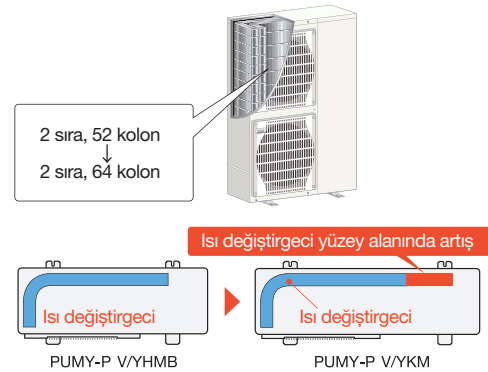 2 sıra, 52 kolon
↓
2 sıra, 64 kolon
Isı değiştirgeci yüzey alanında artış
Isı değiştirgeci
Isı değiştirgeci
PUMY-P V/YHMB
PUMY-P V/YKM